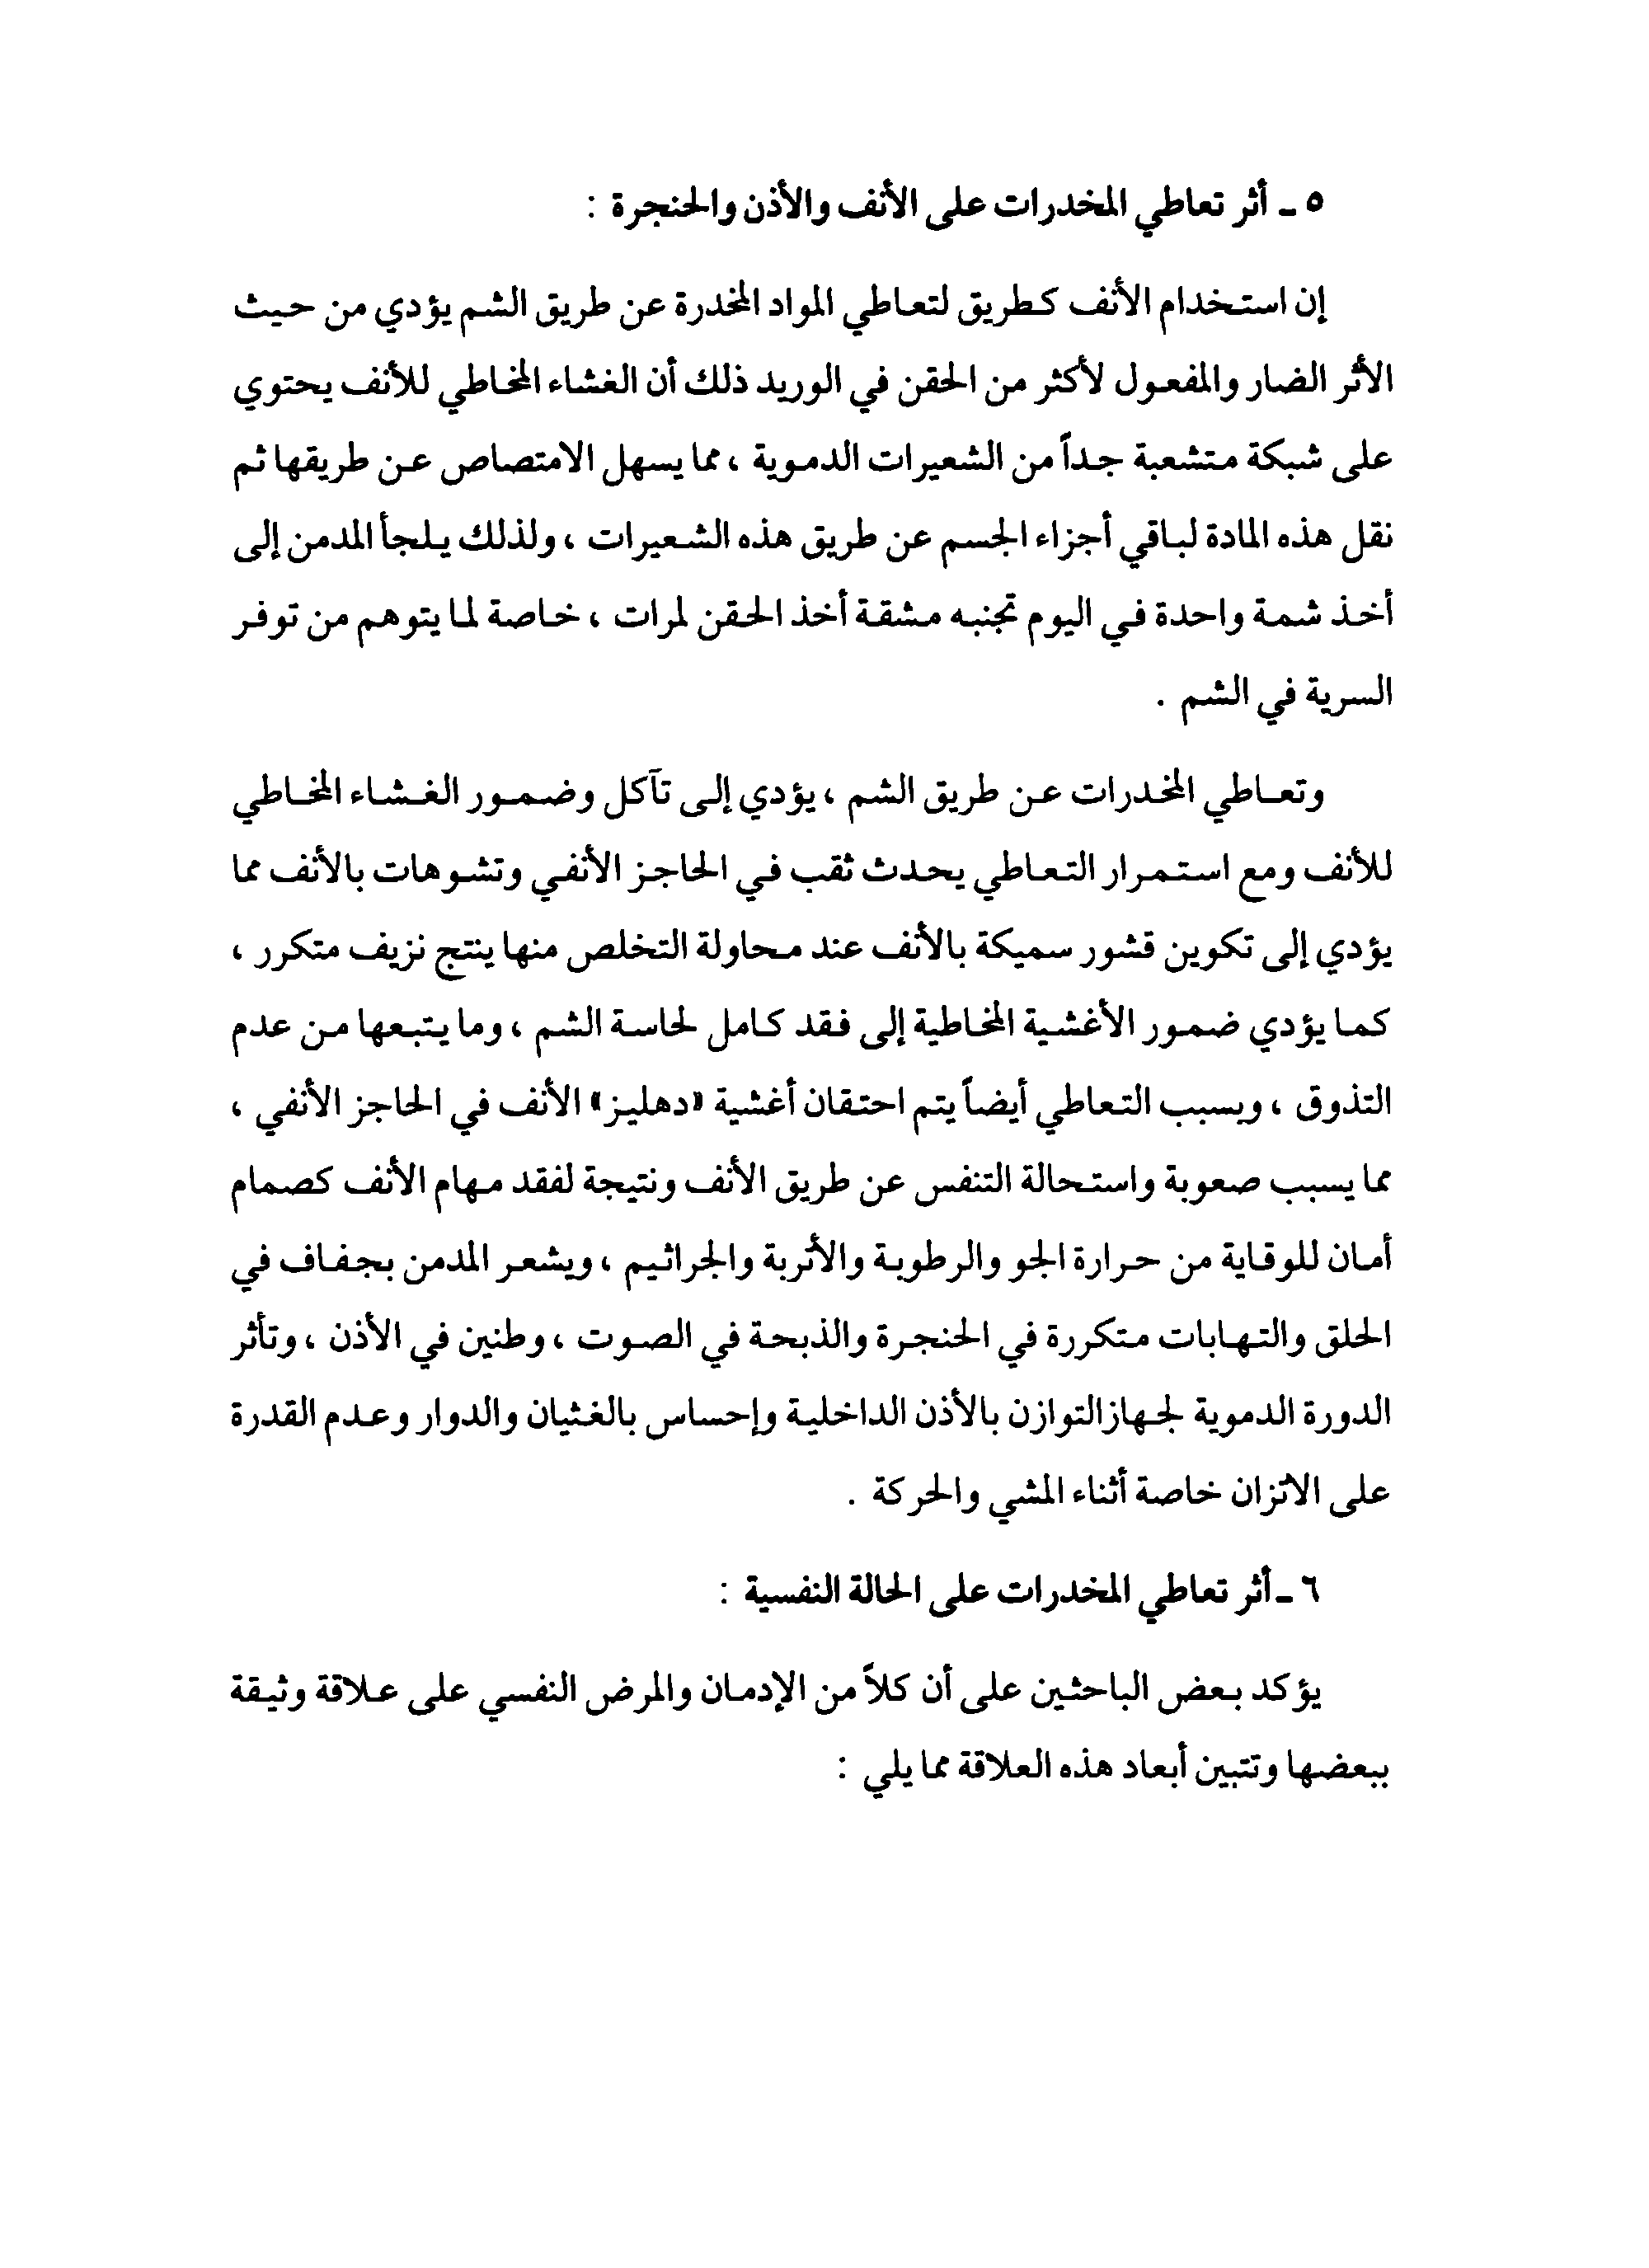 ٥ ـ أثر تعاطي المخدرات على الأنف والأذن والحنجرة :
إن استخدام الأنف كطريق لتعاطي المواد المخدرة عن طريق الشم يؤدي من حيث
الأثر الضار والمفعول لأكثر من الحقن في الوريد ذلك أن الغشاء المخاطي للأنف يحتوي
على شبكة متشعبة جداً من الشعيرات الدموية ، مما يسهل الامتصاص عن طريقها ثم
نقل هذه المادة لباقي أجزاء الجسم عن طريق هذه الشعيرات ، ولذلك يلجأ المدمن إلى
أخذ شمة واحدة في اليوم تجنبه مشقة أخذ الحقن لمرات ، خاصة لما يتوهم من توفر
السرية في الشم .
وتعاطي المخدرات عن طريق الشم ، يؤدي إلى تآكل وضمور الغشاء المخاطي
للأنف ومع استمرار التعاطي يحدث ثقب في الحاجز الأنفي وتشوهات بالأنف مما
يؤدي إلى تكوين قشور سميكة بالأنف عند محاولة التخلص منها ينتج نزيف متكرر ،
كما يؤدي ضمور الأغشية المخاطية إلى فقد كامل لحاسة الشم ، وما يتبعها من عدم
التذوق ، وبسبب التعاطي أيضاً يتم احتقان أغشية «دهليز» الأنف في الحاجز الأنفي ،
مما يسبب صعوبة واستحالة التنفس عن طريق الأنف ونتيجة لفقد مهام الأنف كصمام
أمان للوقاية من حرارة الجو والرطوبة والأتربة والجراثيم ، ويشعر المدمن بجفاف في
الحلق والتهابات متكررة في الحنجرة والذبحة في الصوت ، وطنين في الأذن ، وتأثر
الدورة الدموية لجهازالتوازن بالأذن الداخلية وإحساس بالغثيان والدوار وعدم القدرة
على الاتزان خاصة أثناء المشي والحركة .
٦ ـ أثر تعاطي المخدرات على الحالة النفسية :
يؤكد بعض الباحثين على أن كلاً من الإدمان والمرض النفسي على علاقة وثيقة
ببعضها وتتبين أبعاد هذه العلاقة مما يلي :